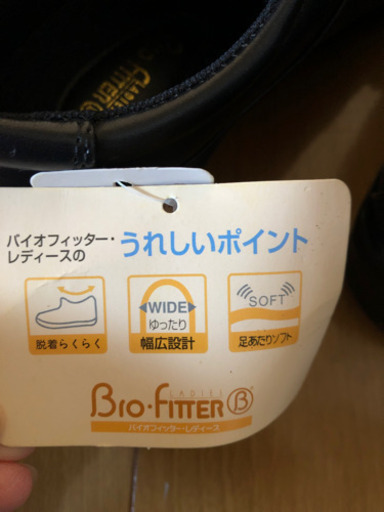 LADIES
FITTER
バイオフィッター・
レディースの
うれしいポイント
脱着らくらく
WIDE
ゆったり
幅広設計
SOFT
足あたりソフト
LADIES
Bio・FITTER B
バイオフィッター・レディース